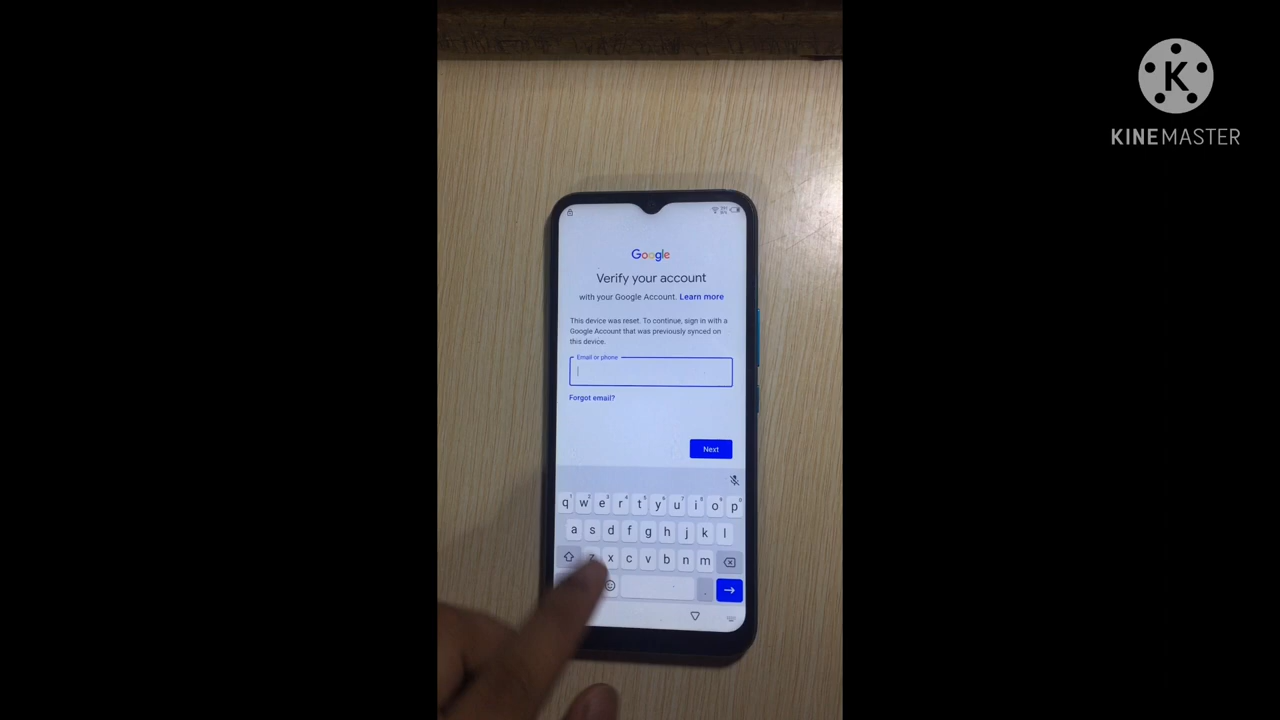 K
KINEMASTER
Google
Verify your account
with your Google Account. Learn more
This device was reset. To continue, sign in with a
Google Account that was previously synced on
this device.
Email or phone
Forgot email?
Next
q w e r t y u i o p
a s d f g h j k l
z x c v b n m
.